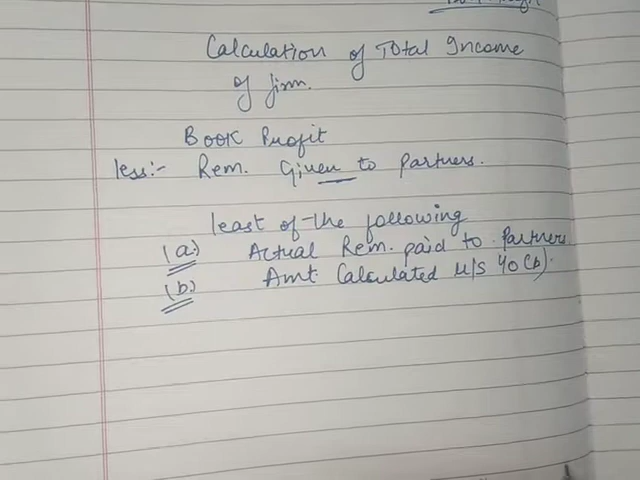 Calculation of Total Income
of firm.
Book Profit
less:- Rem. Given to partners.
least of the following
(a) Actual Rem. paid to Partners
(b) Amt. Calculated u/s 40(b).